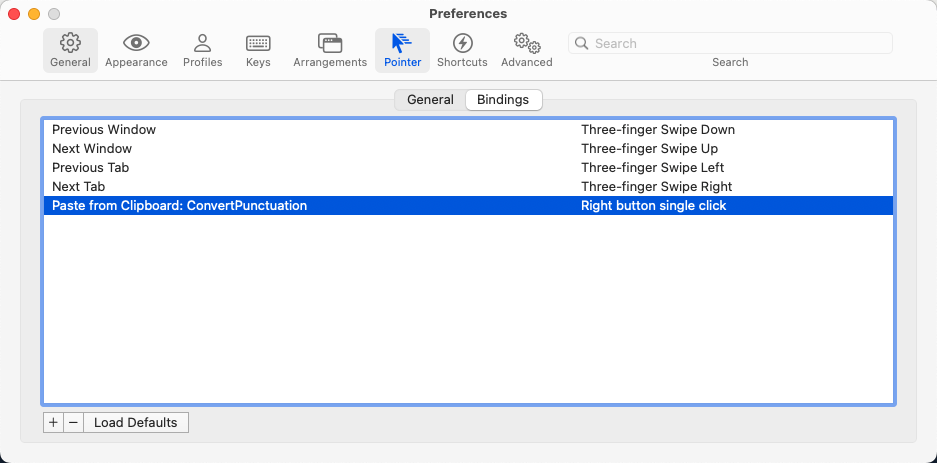 Preferences
General Appearance Profiles Keys Arrangements Pointer Shortcuts Advanced Search
Search
General Bindings
Previous Window Three-finger Swipe Down
Next Window Three-finger Swipe Up
Previous Tab Three-finger Swipe Left
Next Tab Three-finger Swipe Right
Paste from Clipboard: ConvertPunctuation Right button single click
+ − Load Defaults